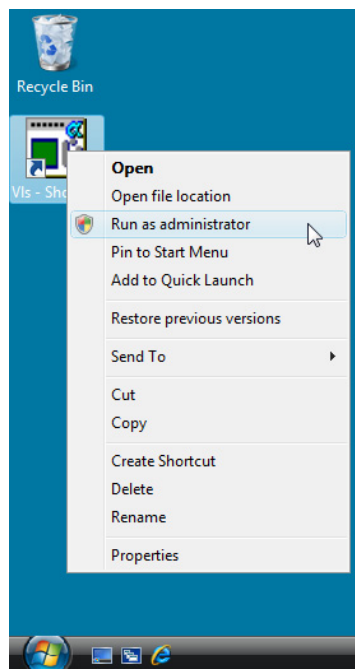 Recycle Bin
VIs - Sho
Open
Open file location
Run as administrator
Pin to Start Menu
Add to Quick Launch
Restore previous versions
Send To
Cut
Copy
Create Shortcut
Delete
Rename
Properties